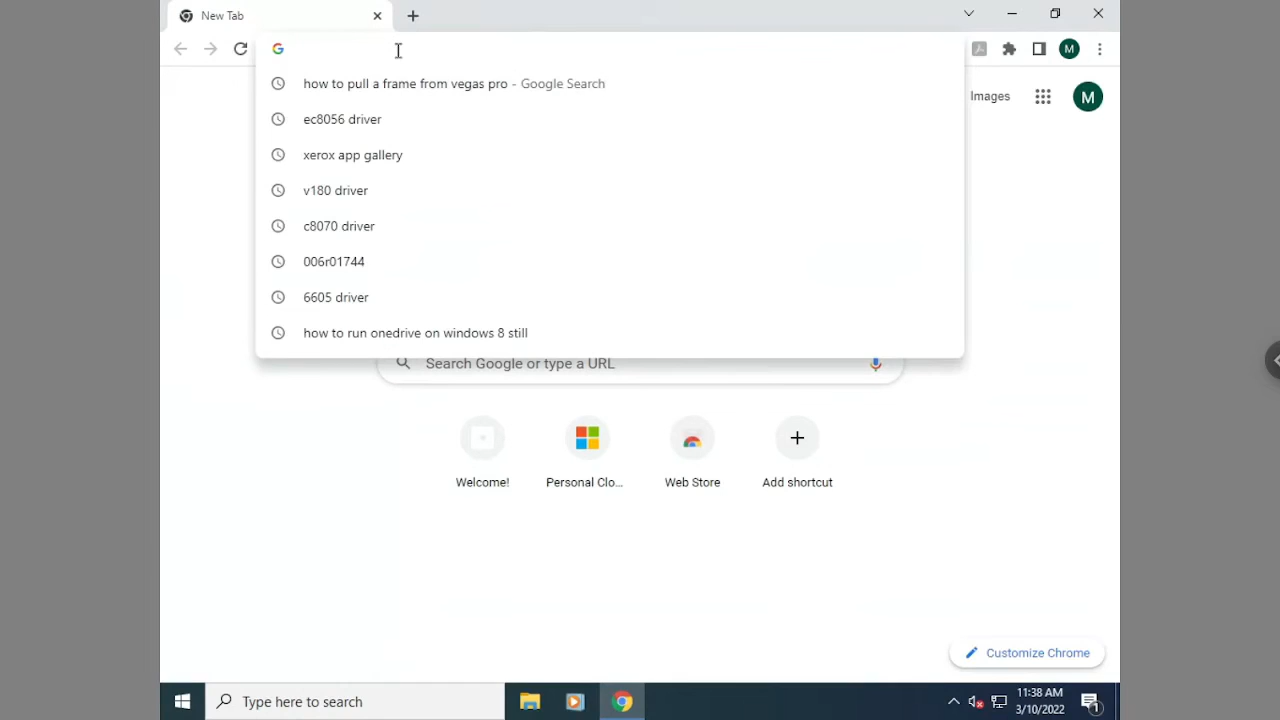 New Tab
how to pull a frame from vegas pro - Google Search
ec8056 driver
Images
M
M
xerox app gallery
v180 driver
c8070 driver
006r01744
6605 driver
how to run onedrive on windows 8 still
Search Google or type a URL
Welcome!
Personal Clo...
Web Store
Add shortcut
Customize Chrome
Type here to search
11:38 AM
3/10/2022
1